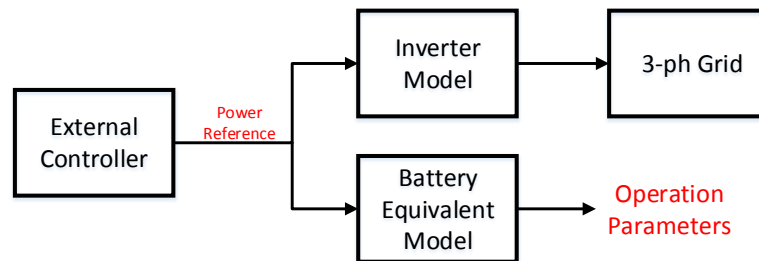 External
Controller
Power
Reference
Inverter
Model
3-ph Grid
Battery
Equivalent
Model
Operation
Parameters